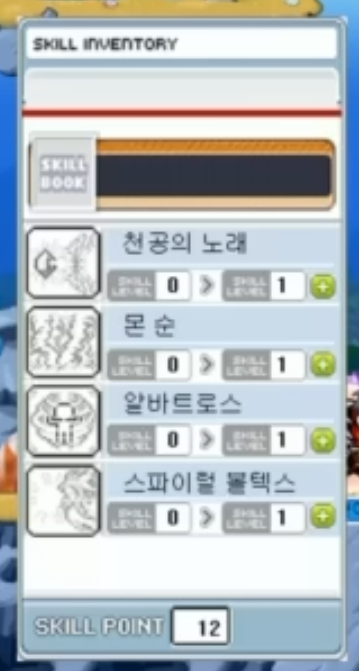 SKILL INVENTORY
SKILL
BOOK
천공의 노래
SKILL LEVEL 0 > SKILL LEVEL 1 +
몬 순
SKILL LEVEL 0 > SKILL LEVEL 1 +
알바트로스
SKILL LEVEL 0 > SKILL LEVEL 1 +
스파이럴 볼텍스
SKILL LEVEL 0 > SKILL LEVEL 1 +
SKILL POINT 12